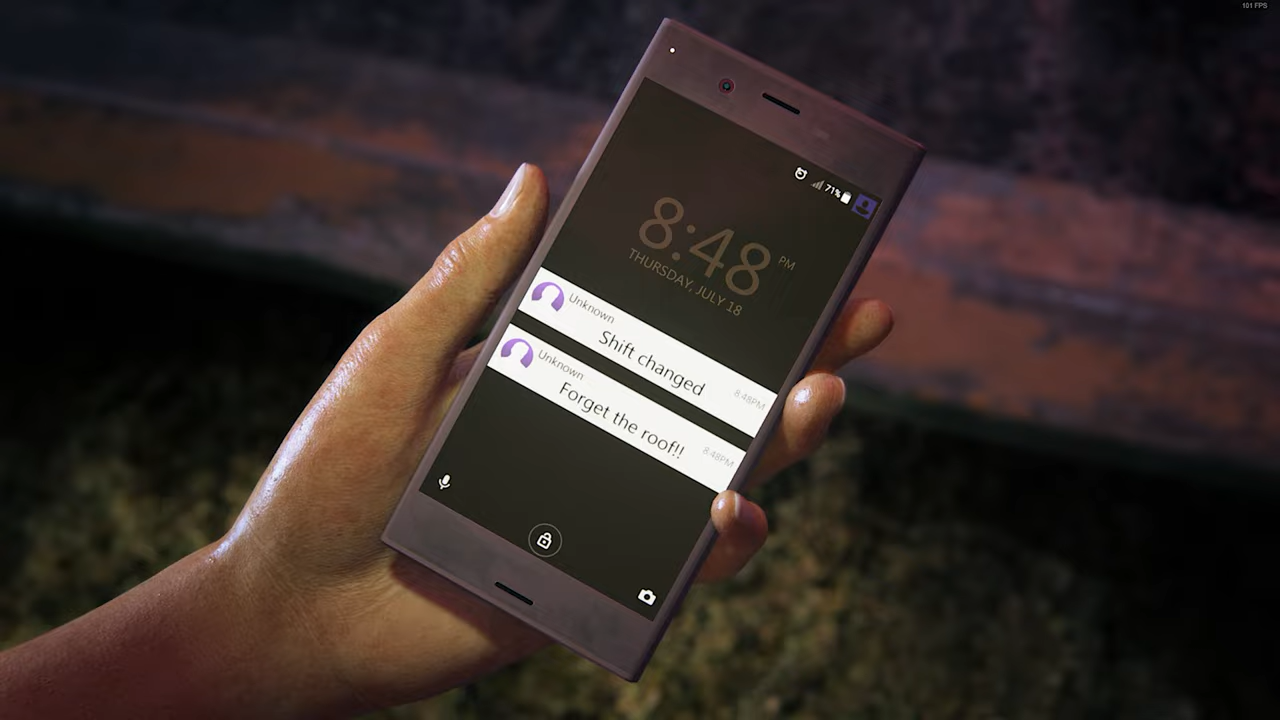 101 FPS
71%
8:48 PM
THURSDAY, JULY 18
Unknown
Shift changed
8:48PM
Unknown
Forget the roof!!
8:48PM